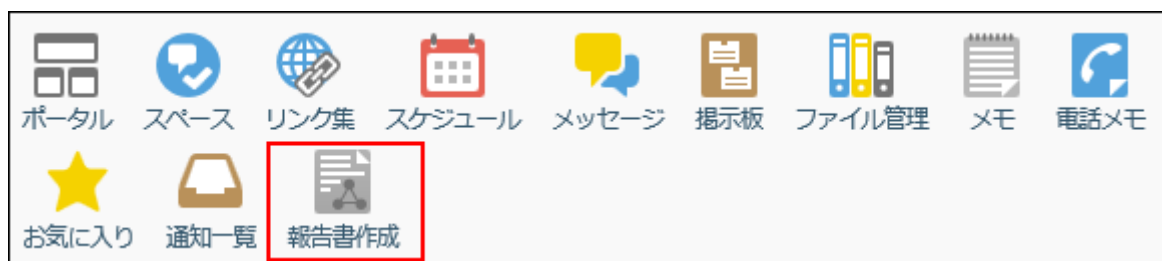 ポータル スペース リンク集 スケジュール メッセージ 掲示板 ファイル管理 メモ 電話メモ
お気に入り 通知一覧 報告書作成